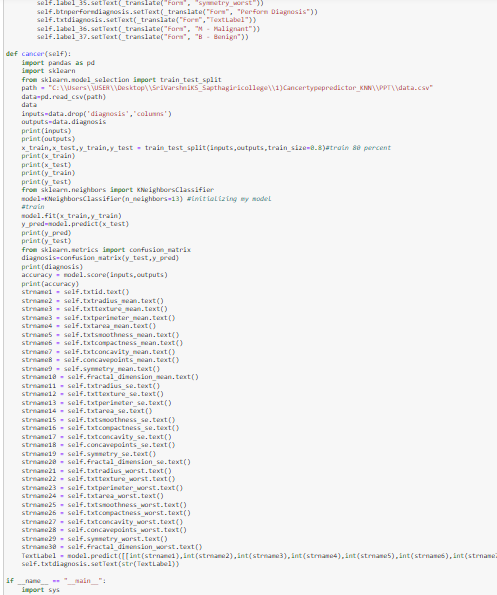 self.label_35.setText(_translate("Form", "symmetry_worst"))
self.btnperformdiagnosis.setText(_translate("Form", "Perform Diagnosis"))
self.txtdiagnosis.setText(_translate("Form","TextLabel"))
self.label_36.setText(_translate("Form", "M - Malignant"))
self.label_37.setText(_translate("Form", "B - Benign"))
def cancer(self):
import pandas as pd
import sklearn
from sklearn.model_selection import train_test_split
path = "C:\\Users\\USER\\Desktop\\SriVarshmiKS_Sapthagiricollege\\1)Cancertypepredictor_KNN\\PPT\\data.csv"
data=pd.read_csv(path)
data
inputs=data.drop('diagnosis','columns')
outputs=data.diagnosis
print(inputs)
print(outputs)
x_train,x_test,y_train,y_test = train_test_split(inputs,outputs,train_size=0.8)#train 80 percent
print(x_train)
print(x_test)
print(y_train)
print(y_test)
from sklearn.neighbors import KNeighborsClassifier
model=KNeighborsClassifier(n_neighbors=13) #initializing my model
#train
model.fit(x_train,y_train)
y_pred=model.predict(x_test)
print(y_pred)
print(y_test)
from sklearn.metrics import confusion_matrix
diagnosis=confusion_matrix(y_test,y_pred)
print(diagnosis)
accuracy = model.score(inputs,outputs)
print(accuracy)
strname1 = self.txtid.text()
strname2 = self.txtradius_mean.text()
strname3 = self.txttexture_mean.text()
strname3 = self.txtperimeter_mean.text()
strname4 = self.txtarea_mean.text()
strname5 = self.txtsmoothness_mean.text()
strname6 = self.txtcompactness_mean.text()
strname7 = self.txtconcavity_mean.text()
strname8 = self.concavepoints_mean.text()
strname9 = self.symmetry_mean.text()
strname10 = self.fractal_dimension_mean.text()
strname11 = self.txtradius_se.text()
strname12 = self.txttexture_se.text()
strname13 = self.txtperimeter_se.text()
strname14 = self.txtarea_se.text()
strname15 = self.txtsmoothness_se.text()
strname16 = self.txtcompactness_se.text()
strname17 = self.txtconcavity_se.text()
strname18 = self.concavepoints_se.text()
strname19 = self.symmetry_se.text()
strname20 = self.fractal_dimension_se.text()
strname21 = self.txtradius_worst.text()
strname22 = self.txttexture_worst.text()
strname23 = self.txtperimeter_worst.text()
strname24 = self.txtarea_worst.text()
strname25 = self.txtsmoothness_worst.text()
strname26 = self.txtcompactness_worst.text()
strname27 = self.txtconcavity_worst.text()
strname28 = self.concavepoints_worst.text()
strname29 = self.symmetry_worst.text()
strname30 = self.fractal_dimension_worst.text()
TextLabel = model.predict([[int(strname1),int(strname2),int(strname3),int(strname4),int(strname5),int(strname6),int(strname7
self.txtdiagnosis.setText(str(TextLabel))
if __name__ == "__main__":
import sys